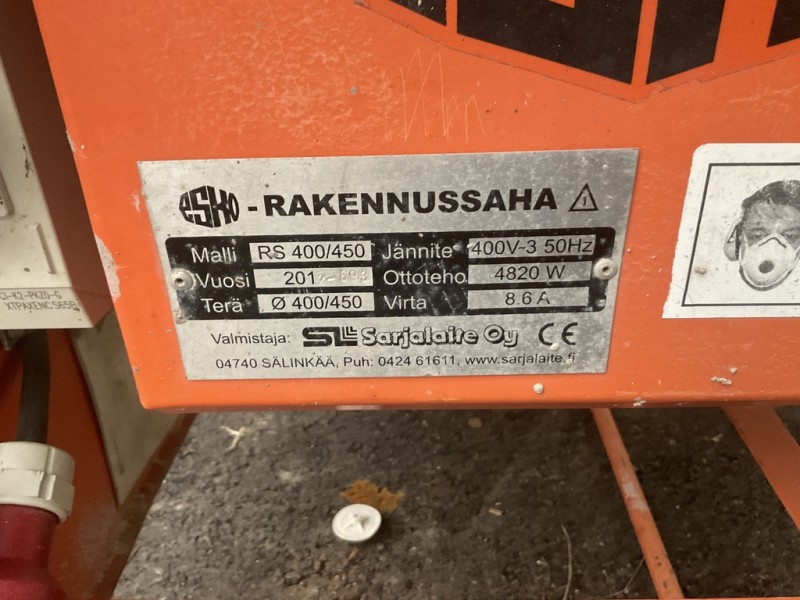 esko - RAKENNUSSAHA
Malli RS 400/450 Jännite 400V~3 50Hz
Vuosi Ottoteho 4820 W
Terä Ø 400/450 Virta 8.6 A
Valmistaja: SLL Sarjalaite Oy CE
04740 SÄLINKÄÄ, Puh: 0424 61611, www.sarjalaite.fi